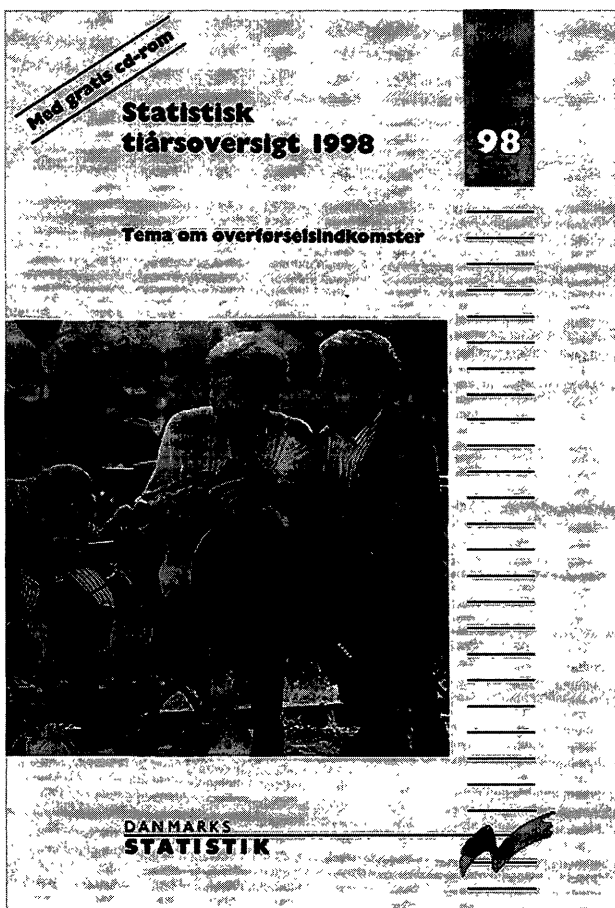 Med gratis cd-rom
Statistisk
tiårsoversigt 1998
98
Tema om overførselsindkomster
DANMARKS
STATISTIK